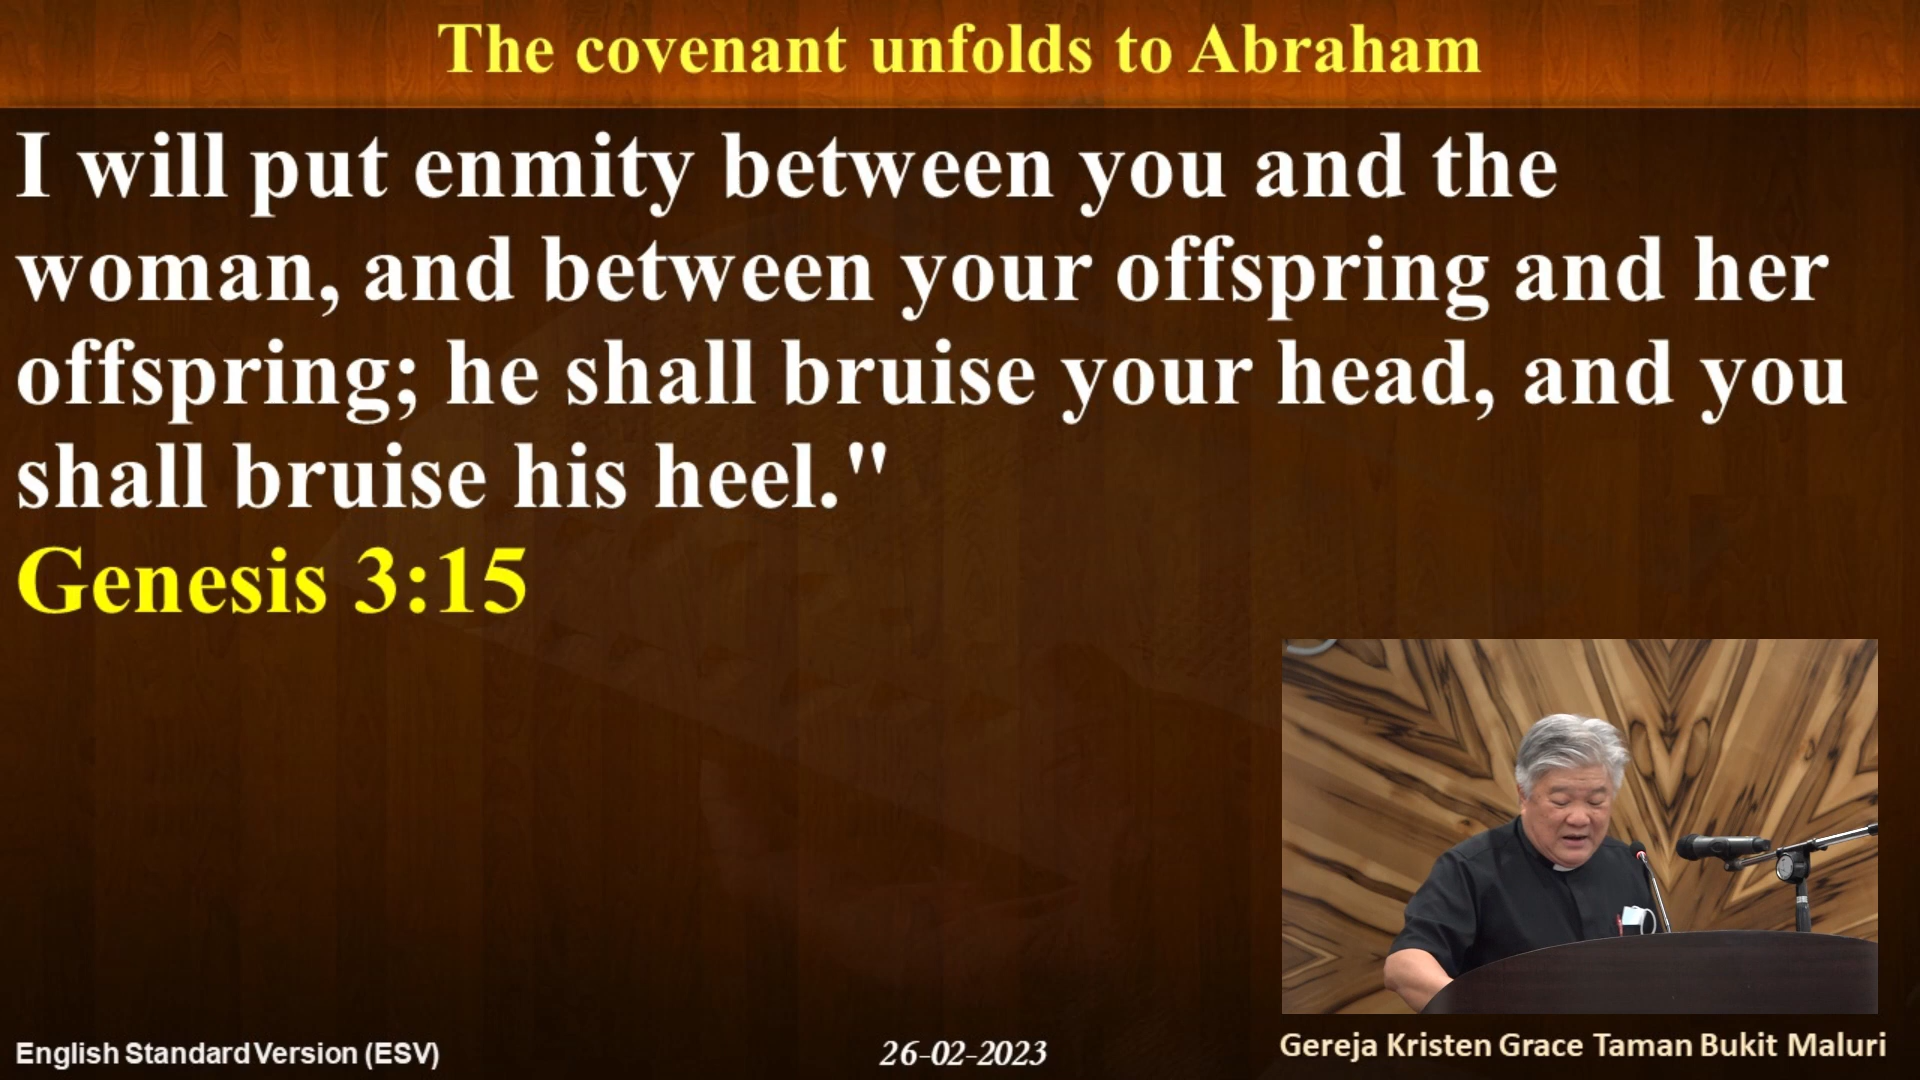 The covenant unfolds to Abraham
I will put enmity between you and the
woman, and between your offspring and her
offspring; he shall bruise your head, and you
shall bruise his heel."
Genesis 3:15
English Standard Version (ESV)
26-02-2023
Gereja Kristen Grace Taman Bukit Maluri